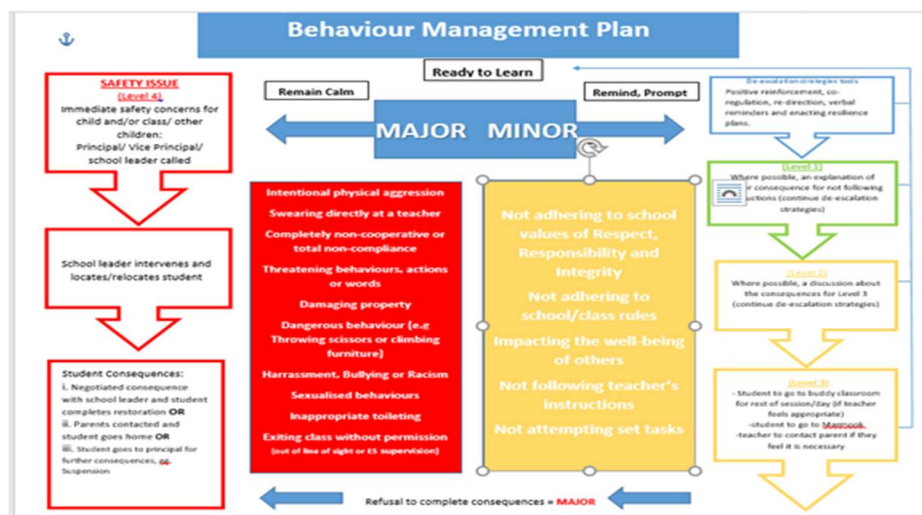 Behaviour Management Plan
Ready to Learn
Remain Calm
Remind, Prompt
MAJOR MINOR
SAFETY ISSUE
(Level 4)
Immediate safety concerns for
child and/or class/ other
children:
Principal/ Vice Principal/
school leader called
School leader intervenes and
locates/relocates student
Student Consequences:
i. Negotiated consequence
with school leader and student
completes restoration OR
ii. Parents contacted and
student goes home OR
iii. Student goes to principal for
further consequences, eg.
Suspension
Intentional physical aggression
Swearing directly at a teacher
Completely non-cooperative or
total non-compliance
Threatening behaviours, actions
or words
Damaging property
Dangerous behaviour (e.g
Throwing scissors or climbing
furniture)
Harrassment, Bullying or Racism
Sexualised behaviours
Inappropriate toileting
Exiting class without permission
(out of line of sight or ES supervision)
Not adhering to school
values of Respect,
Responsibility and
Integrity
Not adhering to
school/class rules
Impacting the well-being
of others
Not following teacher's
instructions
Not attempting set tasks
De-escalation strategies tools
Positive reinforcement, co-
regulation, re-direction, verbal
reminders and enacting resilience
plans.
(Level 1)
Where possible, an explanation of
consequence for not following
(continue de-escalation
strategies)
(Level 2)
Where possible, a discussion about
the consequences for Level 3
(continue de-escalation strategies)
(Level 3)
- Student to go to buddy classroom
for rest of session/day (if teacher
feels appropriate)
-student to go to
-teacher to contact parent if they
feel it is necessary
Refusal to complete consequences = MAJOR